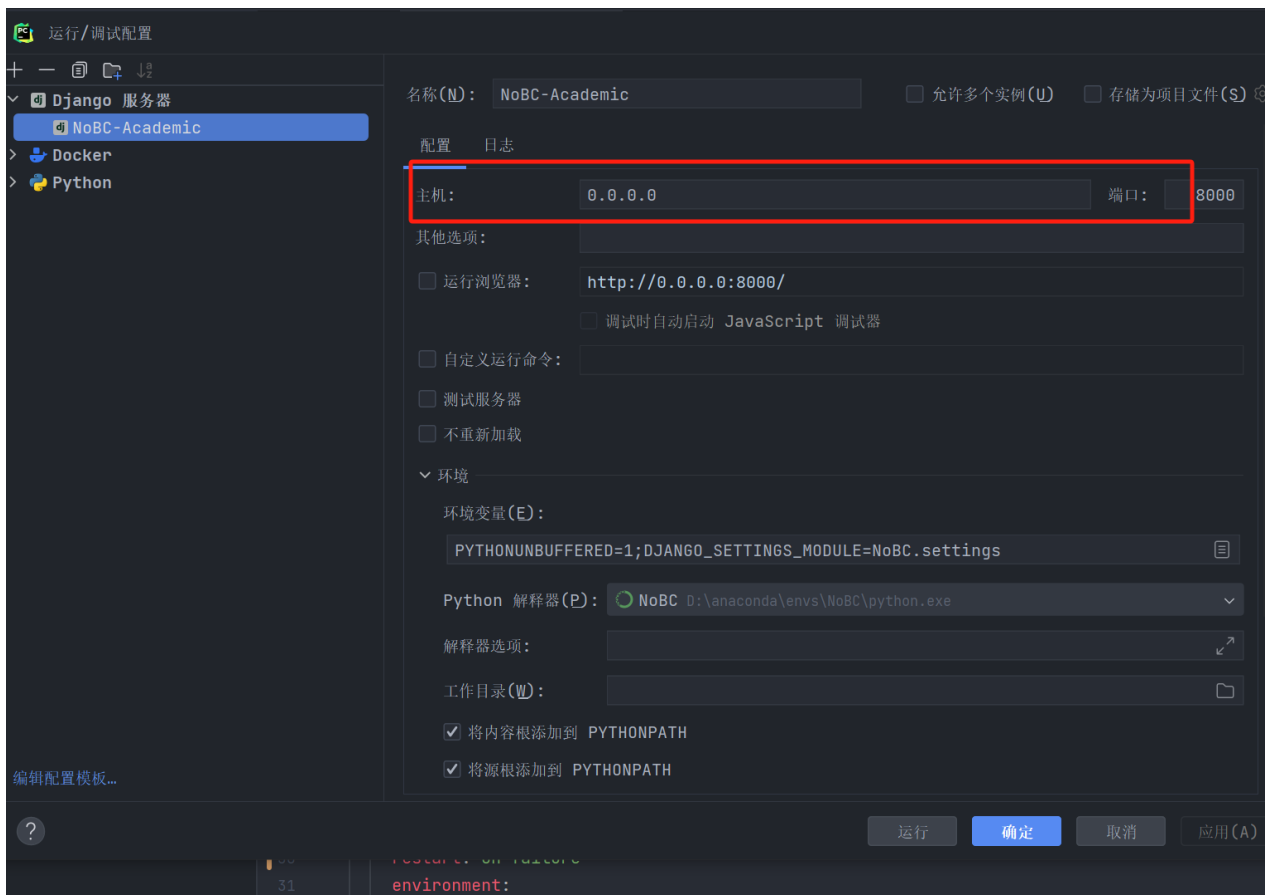 运行/调试配置
Django 服务器
NoBC-Academic
Docker
Python
编辑配置模板…
名称(N): NoBC-Academic 允许多个实例(U) 存储为项目文件(S)
配置 日志
主机: 0.0.0.0 端口: 8000
其他选项:
运行浏览器: http://0.0.0.0:8000/
调试时自动启动 JavaScript 调试器
自定义运行命令:
测试服务器
不重新加载
环境
环境变量(E):
PYTHONUNBUFFERED=1;DJANGO_SETTINGS_MODULE=NoBC.settings
Python 解释器(P): NoBC D:\anaconda\envs\NoBC\python.exe
解释器选项:
工作目录(W):
将内容根添加到 PYTHONPATH
将源根添加到 PYTHONPATH
? 运行 确定 取消 应用(A)
restart: on-failure
31 environment: